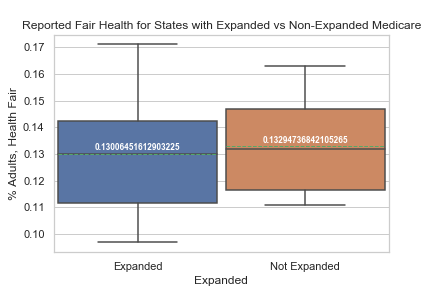 Reported Fair Health for States with Expanded vs Non-Expanded Medicare
0.17
0.16
0.15
0.14
0.13
0.12
0.11
0.10
% Adults, Health Fair
0.13006451612903225
0.13294736842105265
Expanded
Not Expanded
Expanded